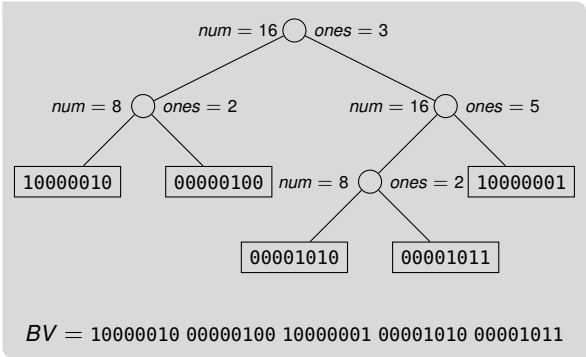 num = 16 ones = 3
num = 8 ones = 2 num = 16 ones = 5
10000010 00000100 num = 8 ones = 2 10000001
00001010 00001011
BV = 10000010 00000100 10000001 00001010 00001011